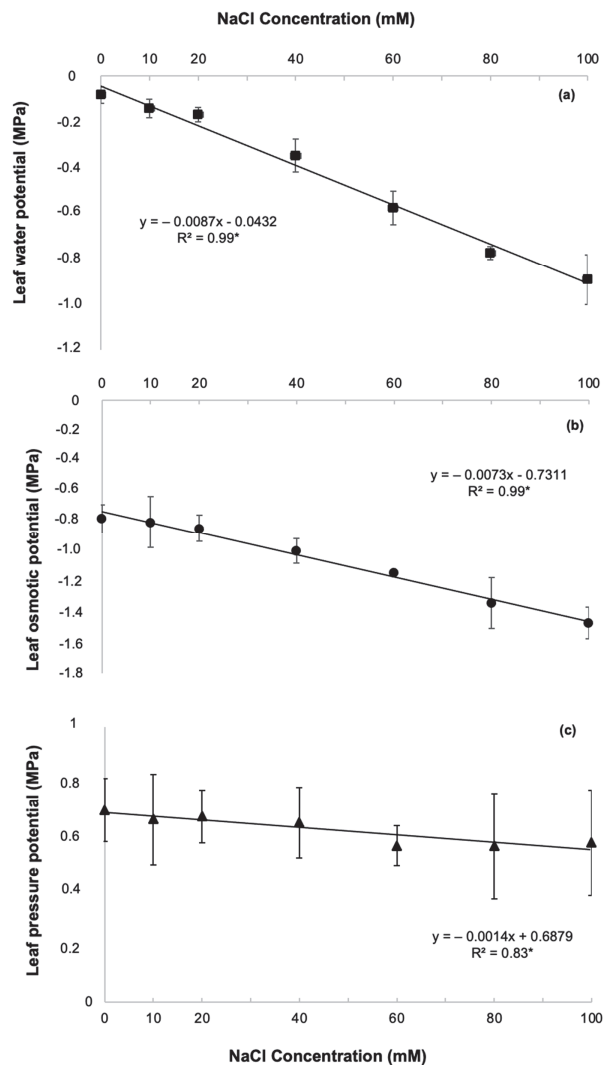 NaCl Concentration (mM)
0 10 20 40 60 80 100
0
-0.2
-0.4
-0.6
-0.8
-1.0
-1.2
Leaf water potential (MPa)
(a)
y = – 0.0087x - 0.0432
R² = 0.99*
0 10 20 40 60 80 100
0
-0.2
-0.4
-0.6
-0.8
-1.0
-1.2
-1.4
-1.6
-1.8
Leaf osmotic potential (MPa)
(b)
y = – 0.0073x - 0.7311
R² = 0.99*
1
0.8
0.6
0.4
0.2
0
Leaf pressure potential (MPa)
(c)
y = – 0.0014x + 0.6879
R² = 0.83*
0 10 20 40 60 80 100
NaCl Concentration (mM)